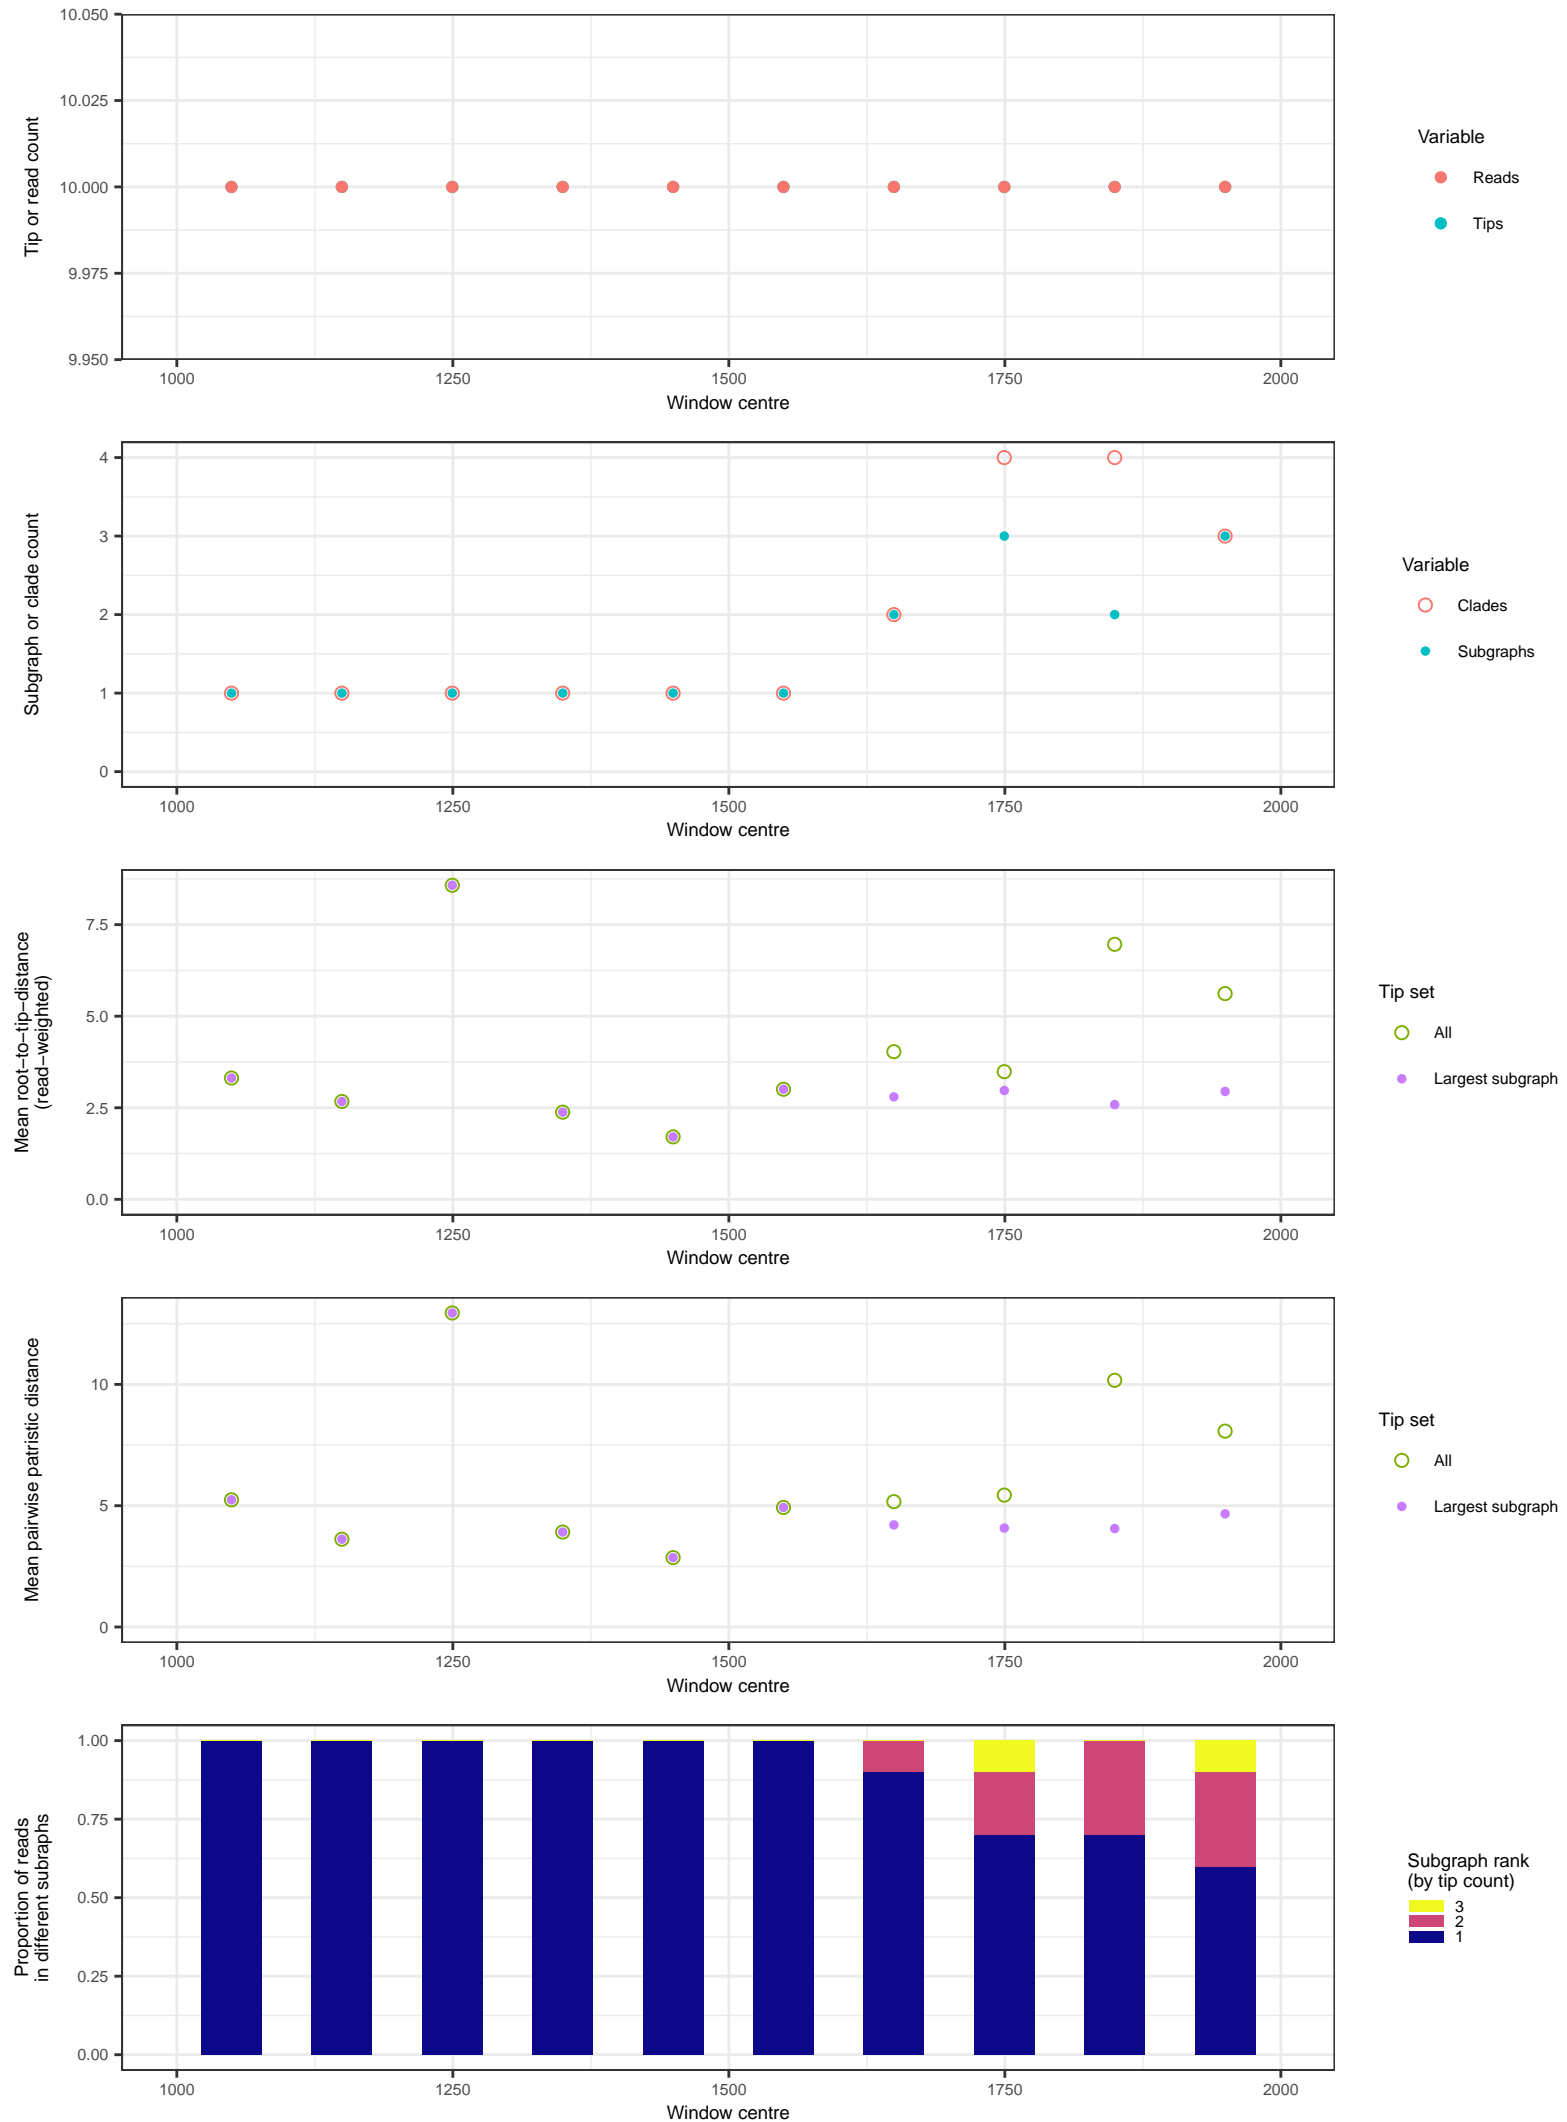 10.050
10.025
10.000
9.975
9.950
Tip or read count
1000 1250 1500 1750 2000
Window centre
Variable
Reads
Tips
4
3
2
1
0
Subgraph or clade count
1000 1250 1500 1750 2000
Window centre
Variable
Clades
Subgraphs
7.5
5.0
2.5
0.0
Mean root−to−tip−distance
(read−weighted)
1000 1250 1500 1750 2000
Window centre
Tip set
All
Largest subgraph
10
5
0
Mean pairwise patristic distance
1000 1250 1500 1750 2000
Window centre
Tip set
All
Largest subgraph
1.00
0.75
0.50
0.25
0.00
Proportion of reads
in different subraphs
1000 1250 1500 1750 2000
Window centre
Subgraph rank
(by tip count)
3
2
1